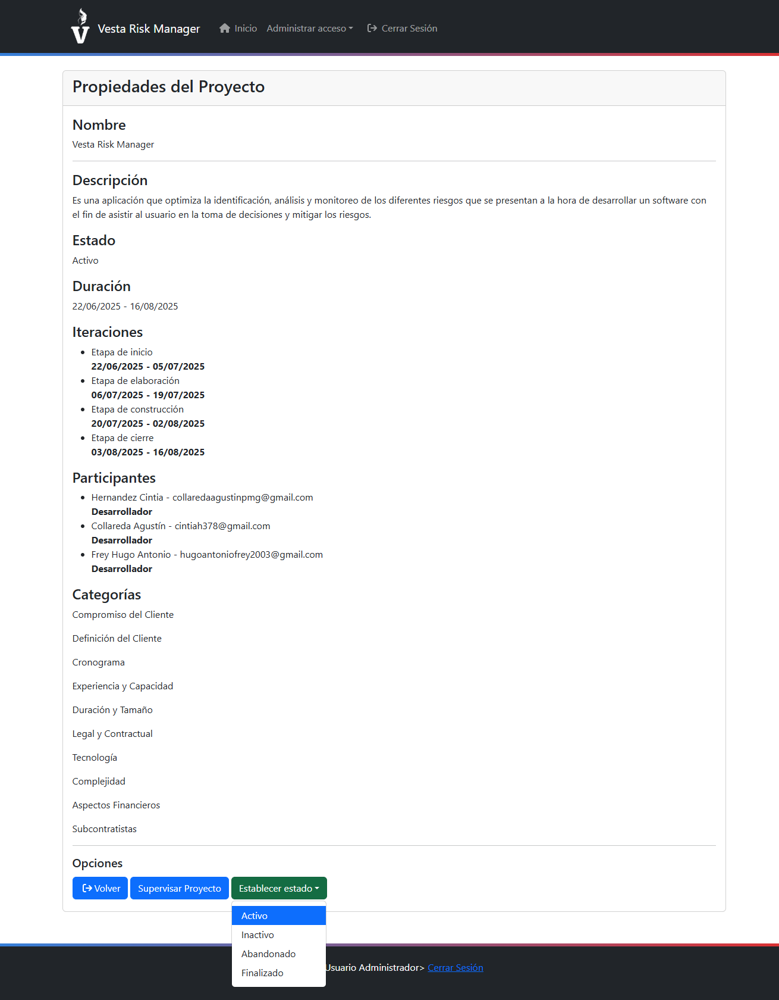 Vesta Risk Manager
Inicio
Administrar acceso
Cerrar Sesión
Propiedades del Proyecto
Nombre
Vesta Risk Manager
Descripción
Es una aplicación que optimiza la identificación, análisis y monitoreo de los diferentes riesgos que se presentan a la hora de desarrollar un software con
el fin de asistir al usuario en la toma de decisiones y mitigar los riesgos.
Estado
Activo
Duración
22/06/2025 - 16/08/2025
Iteraciones
Etapa de inicio
22/06/2025 - 05/07/2025
Etapa de elaboración
06/07/2025 - 19/07/2025
Etapa de construcción
20/07/2025 - 02/08/2025
Etapa de cierre
03/08/2025 - 16/08/2025
Participantes
Hernandez Cintia - collaredaagustinpmg@gmail.com
Desarrollador
Collareda Agustín - cintiah378@gmail.com
Desarrollador
Frey Hugo Antonio - hugoantoniofrey2003@gmail.com
Desarrollador
Categorías
Compromiso del Cliente
Definición del Cliente
Cronograma
Experiencia y Capacidad
Duración y Tamaño
Legal y Contractual
Tecnología
Complejidad
Aspectos Financieros
Subcontratistas
Opciones
Volver
Supervisar Proyecto
Establecer estado
Activo
Inactivo
Abandonado
Finalizado
Usuario Administrador> Cerrar Sesión